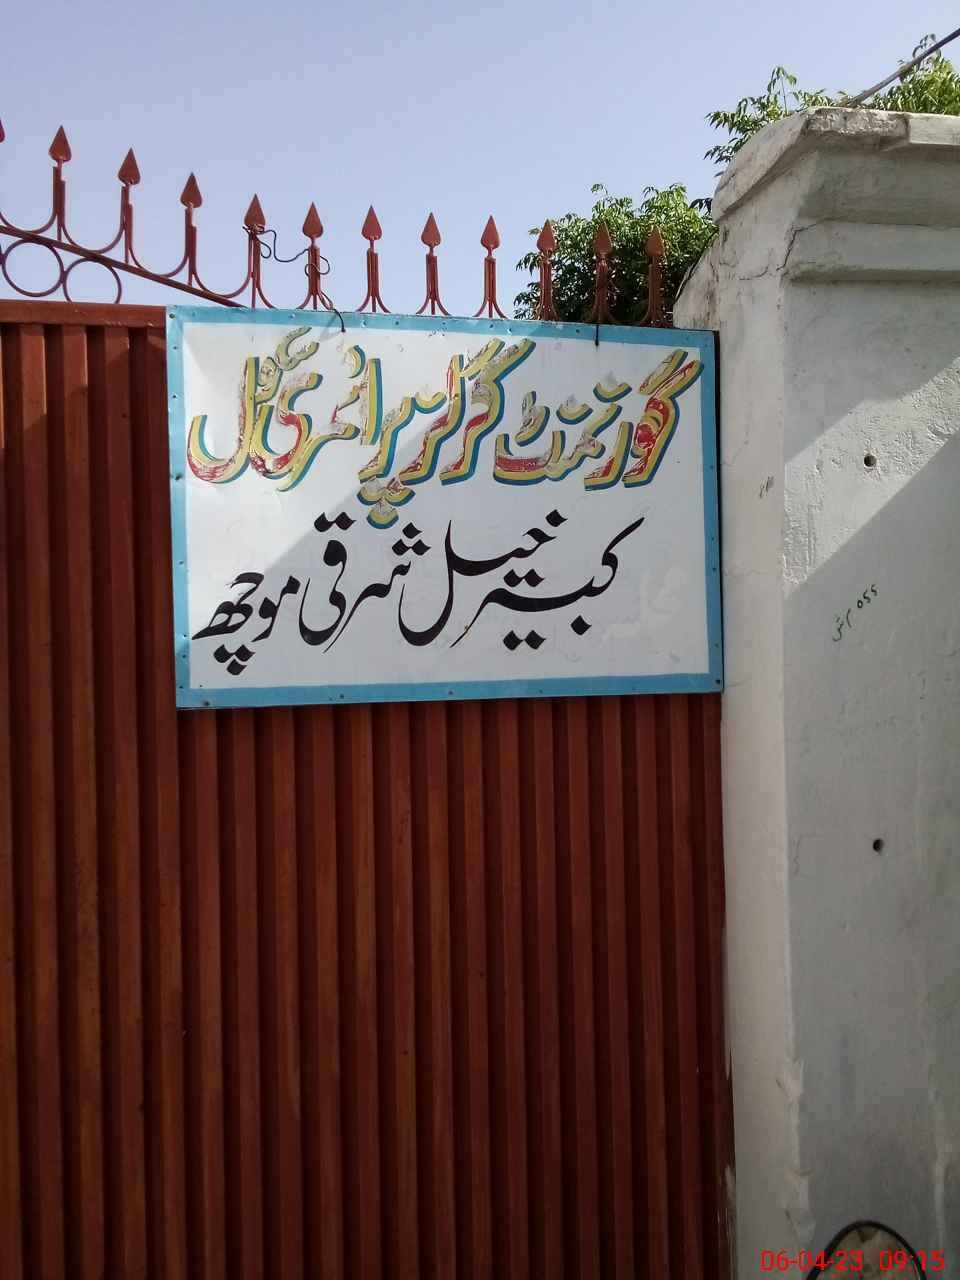 گورنمنٹ گرلز پرائمری سکول
کبیر خیل شرقی موچھ
06-04-23 09:15